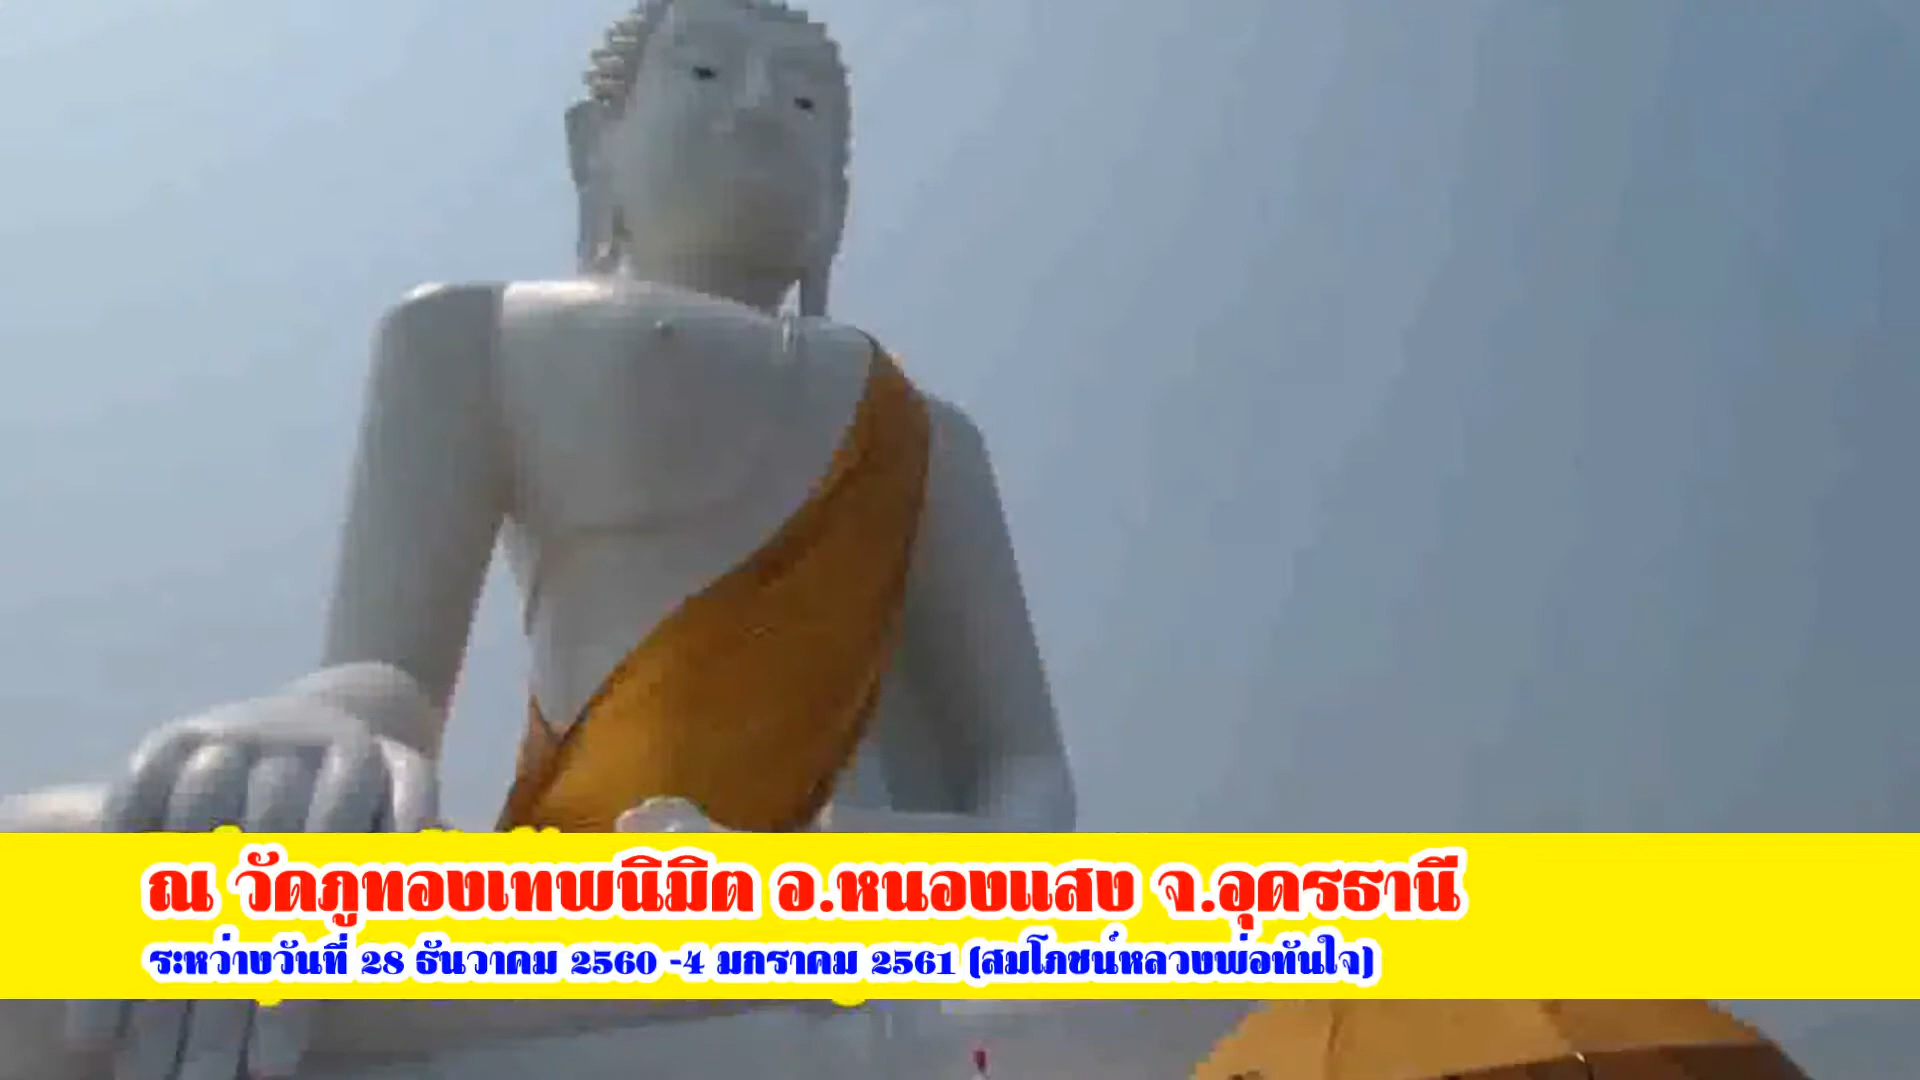 ณ วัดภูทองเทพนิมิต อ.หนองแสง จ.อุดรธานี
ระหว่างวันที่ 28 ธันวาคม 2560 -4 มกราคม 2561 (สมโภชน์หลวงพ่อทันใจ)